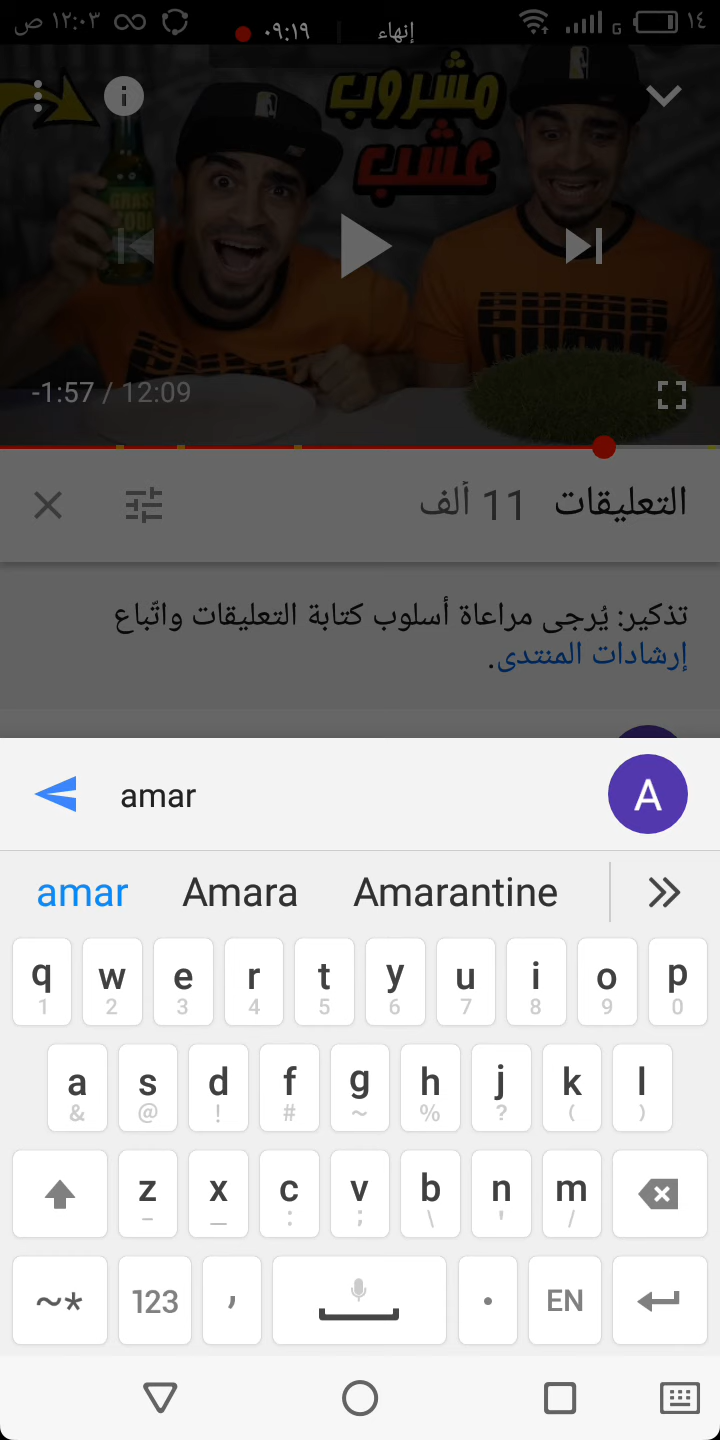 ١٢:٠٣ ص
٠٩:١٩
إنهاء
G
١٤
مشروب
عشب
GRASS
SODA
-1:57 / 12:09
التعليقات 11 ألف
تذكير: يُرجى مراعاة أسلوب كتابة التعليقات واتّباع
إرشادات المنتدى.
amar
A
amar Amara Amarantine
q w e r t y u i o p
1 2 3 4 5 6 7 8 9 0
a s d f g h j k l
& @ ! # ~ % ? ( )
z x c v b n m
- _ : ; \ ' /
~* 123 , . EN